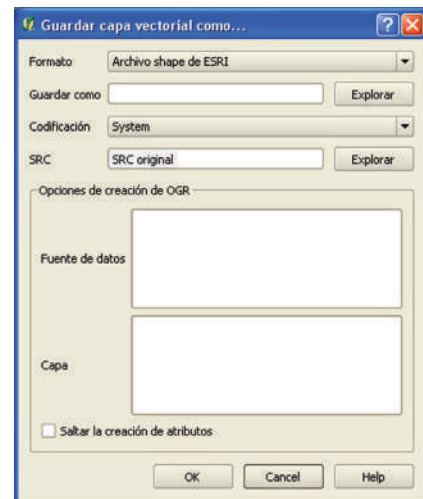 Guardar capa vectorial como...
Formato Archivo shape de ESRI
Guardar como Explorar
Codificación System
SRC SRC original Explorar
Opciones de creación de OGR
Fuente de datos
Capa
Saltar la creación de atributos
OK Cancel Help